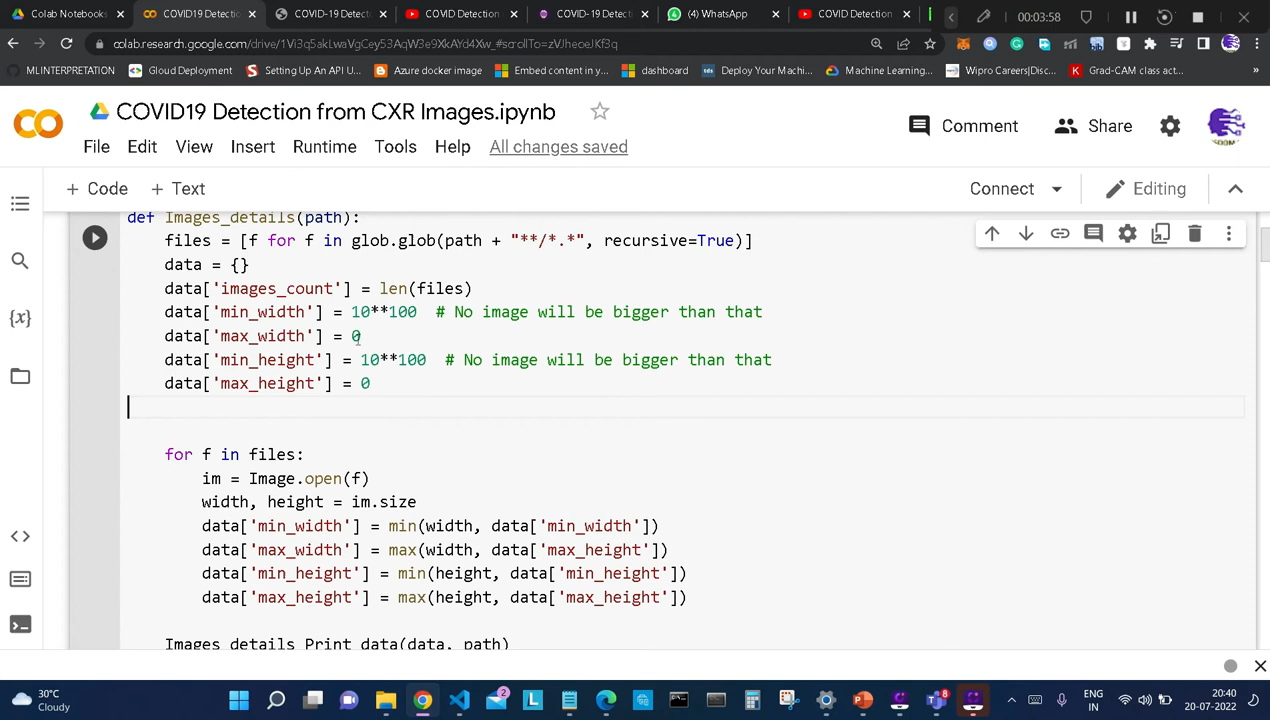 Colab Notebooks
COVID19 Detectio
COVID-19 Detect
COVID Detection
COVID-19 Detec
(4) WhatsApp
COVID Detection
00:03:58
colab.research.google.com/drive/1Vi3q5akLwaVgCey53AqW3e9XkAYd4Xw_#scrollTo=zVJheoeJKf3q
MLINTERPRETATION
Gloud Deployment
Setting Up An API U...
Azure docker image
Embed content in y...
dashboard
Deploy Your Machi...
Machine Learning...
Wipro Careers|Disc...
Grad-CAM class act...
»
CO
COVID19 Detection from CXR Images.ipynb
Comment
Share
File Edit View Insert Runtime Tools Help All changes saved
+ Code + Text
Connect
Editing
def Images_details(path):
files = [f for f in glob.glob(path + "**/*.*", recursive=True)]
data = {}
data['images_count'] = len(files)
data['min_width'] = 10**100 # No image will be bigger than that
data['max_width'] = 0
data['min_height'] = 10**100 # No image will be bigger than that
data['max_height'] = 0
for f in files:
im = Image.open(f)
width, height = im.size
data['min_width'] = min(width, data['min_width'])
data['max_width'] = max(width, data['max_height'])
data['min_height'] = min(height, data['min_height'])
data['max_height'] = max(height, data['max_height'])
Images_details_Print_data(data, path)
{x}
30°C
Cloudy
2
8
ENG
IN
20:40
20-07-2022